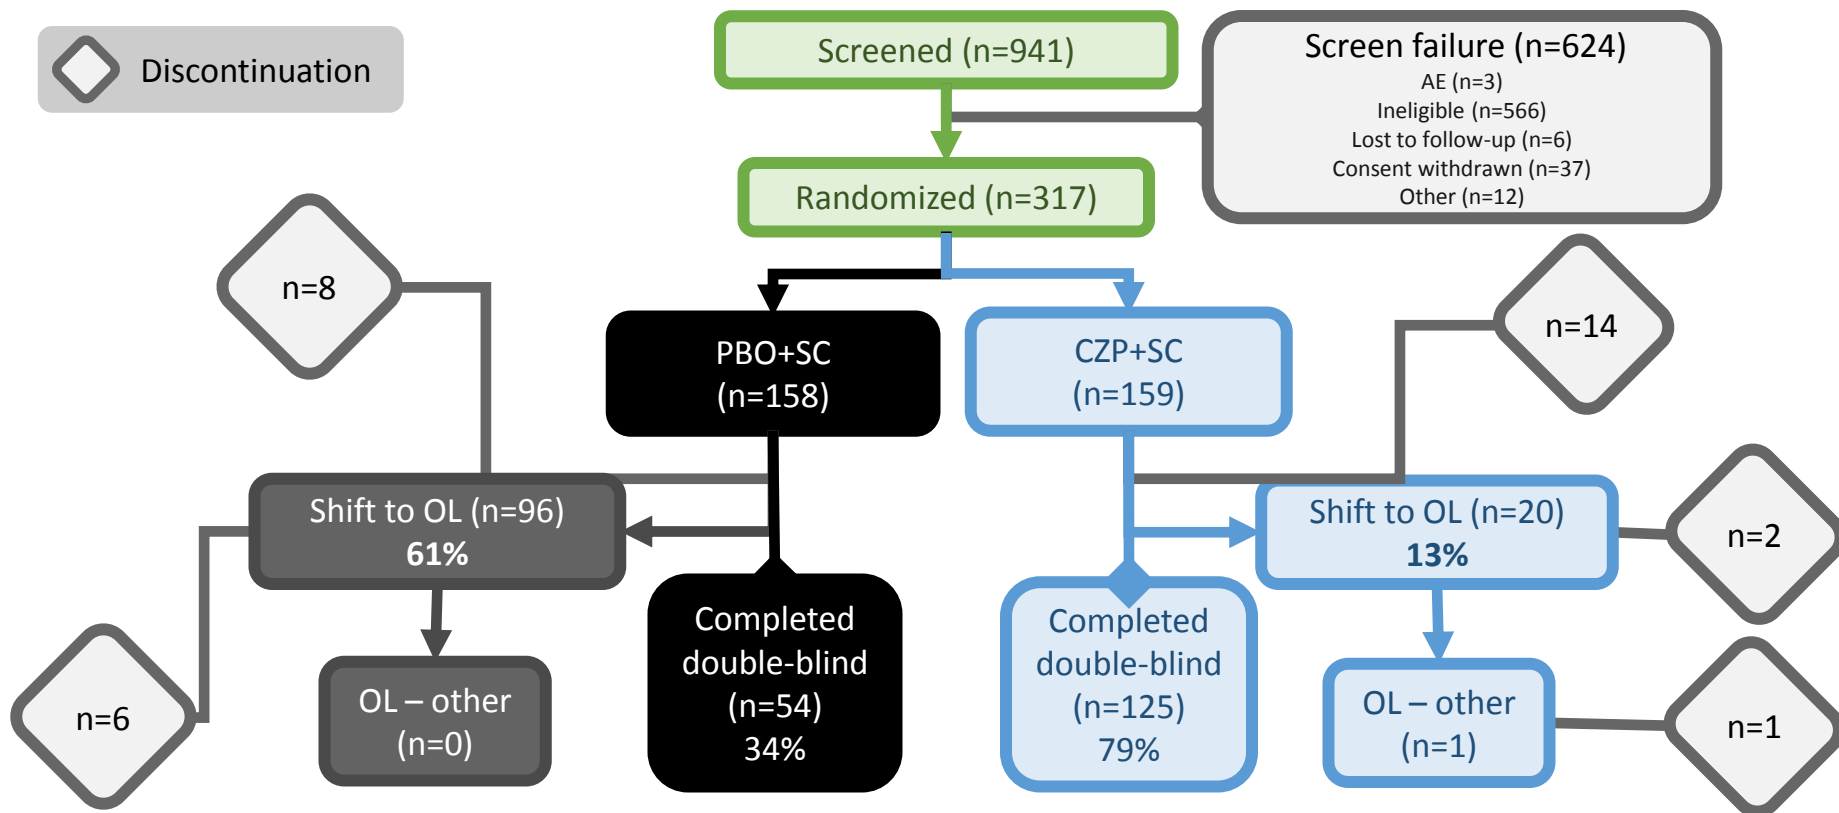 Discontinuation
Screened (n=941)
Screen failure (n=624)
AE (n=3)
Ineligible (n=566)
Lost to follow-up (n=6)
Consent withdrawn (n=37)
Other (n=12)
Randomized (n=317)
n=8
PBO+SC
(n=158)
CZP+SC
(n=159)
n=14
Shift to OL (n=96)
61%
Shift to OL (n=20)
13%
n=2
n=6
OL – other
(n=0)
Completed
double-blind
(n=54)
34%
Completed
double-blind
(n=125)
79%
OL – other
(n=1)
n=1